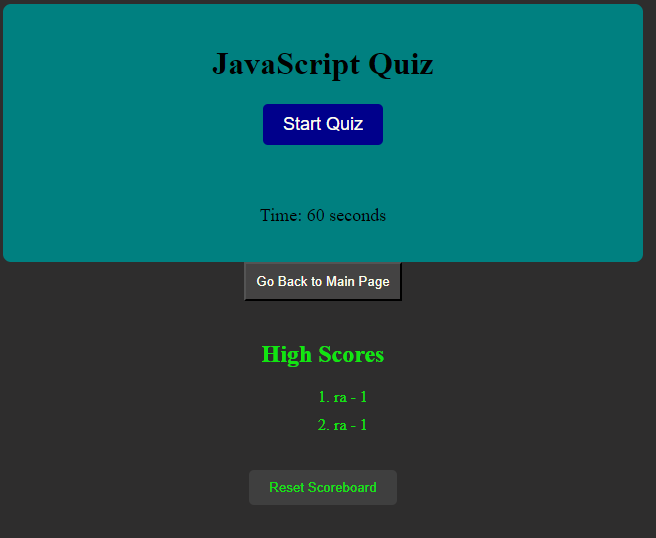 JavaScript Quiz
Start Quiz
Time: 60 seconds
Go Back to Main Page
High Scores
1. ra - 1
2. ra - 1
Reset Scoreboard